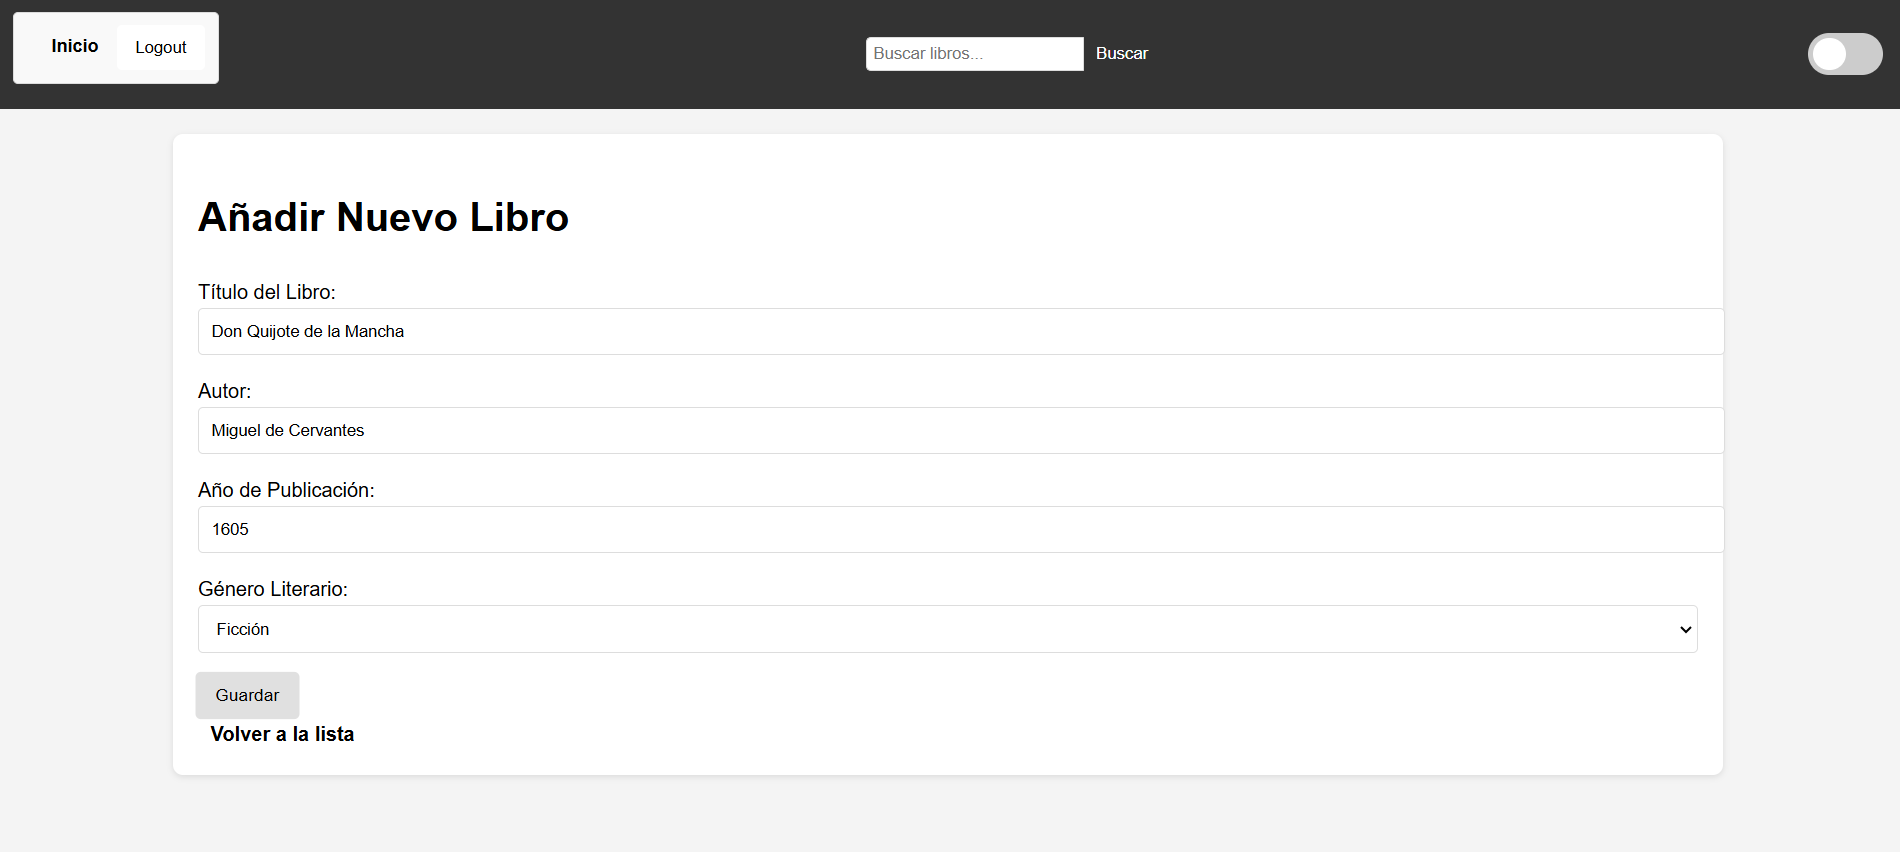 Inicio
Logout
Buscar libros...
Buscar
Añadir Nuevo Libro
Título del Libro:
Don Quijote de la Mancha
Autor:
Miguel de Cervantes
Año de Publicación:
1605
Género Literario:
Ficción
Guardar
Volver a la lista